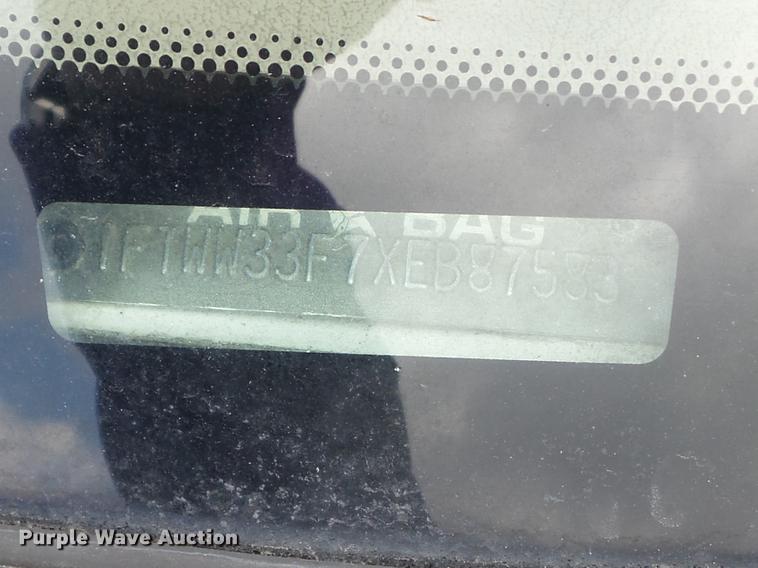 AIR BAG
1FTWW33F7XEB87583
Purple Wave Auction